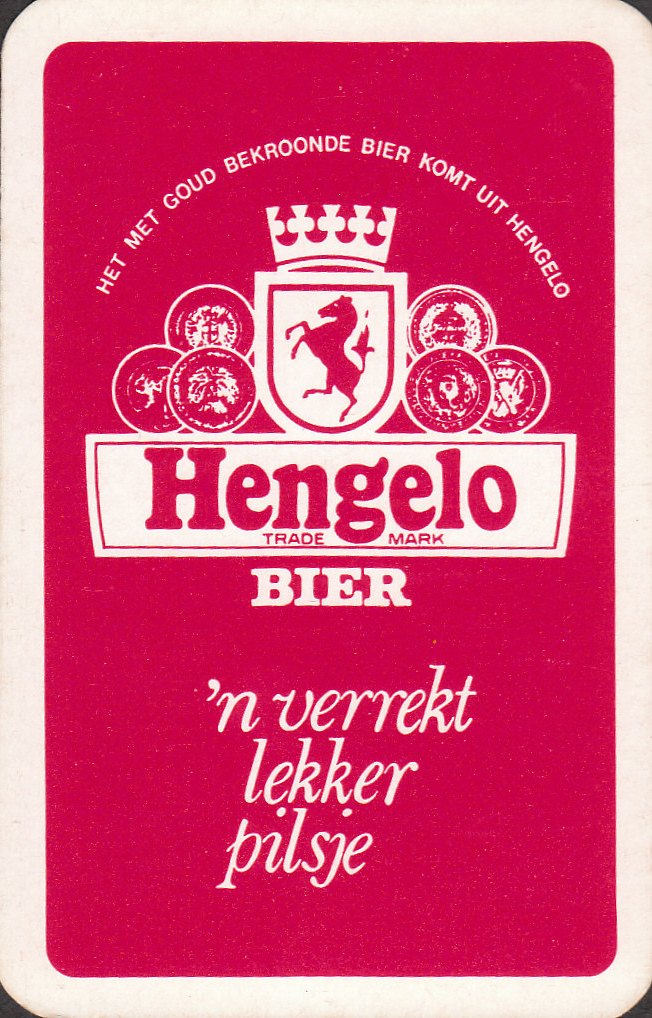 HET MET GOUD BEKROONDE BIER KOMT UIT HENGELO
Hengelo
TRADE MARK
BIER
'n verrekt
lekker
pilsje